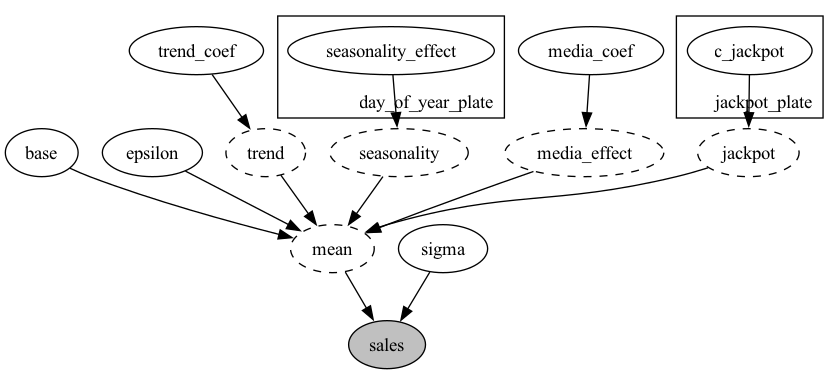 trend_coef
seasonality_effect
media_coef
c_jackpot
day_of_year_plate
jackpot_plate
base
epsilon
trend
seasonality
media_effect
jackpot
mean
sigma
sales